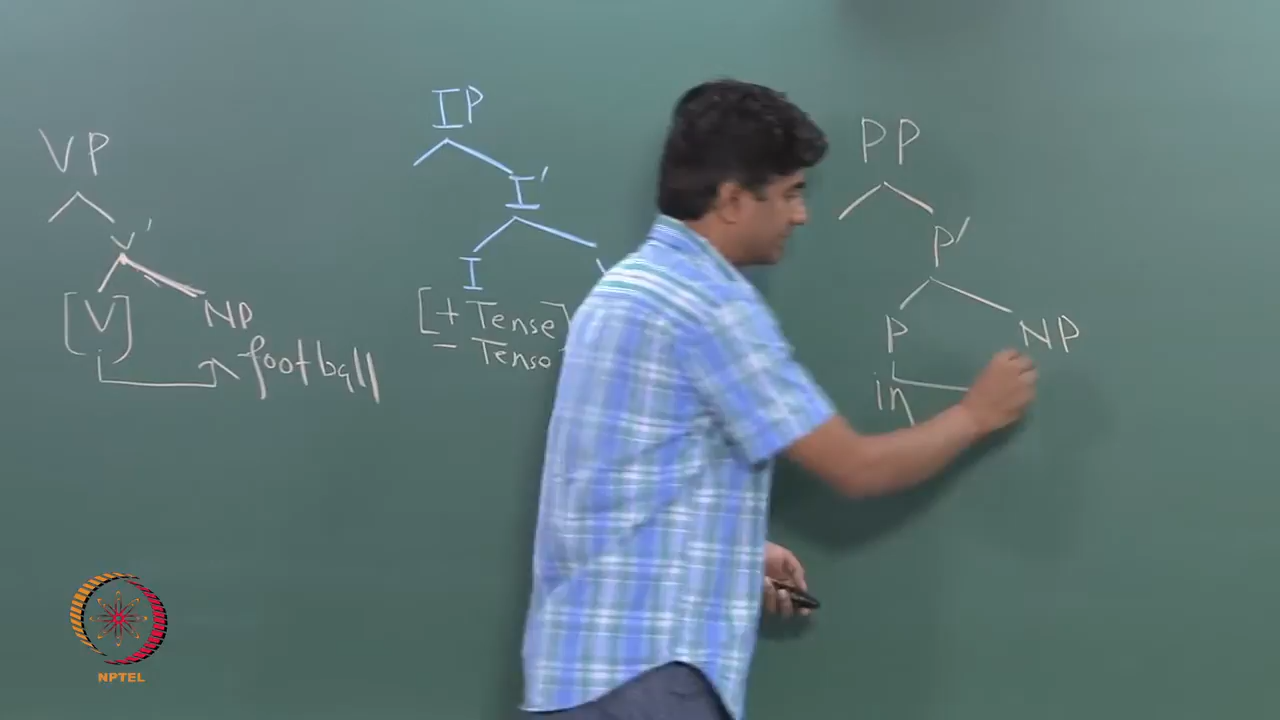 VP
V'
[V]
NP
football
IP
I'
I
[+ Tense]
- Tense
PP
P'
P
NP
in
NPTEL